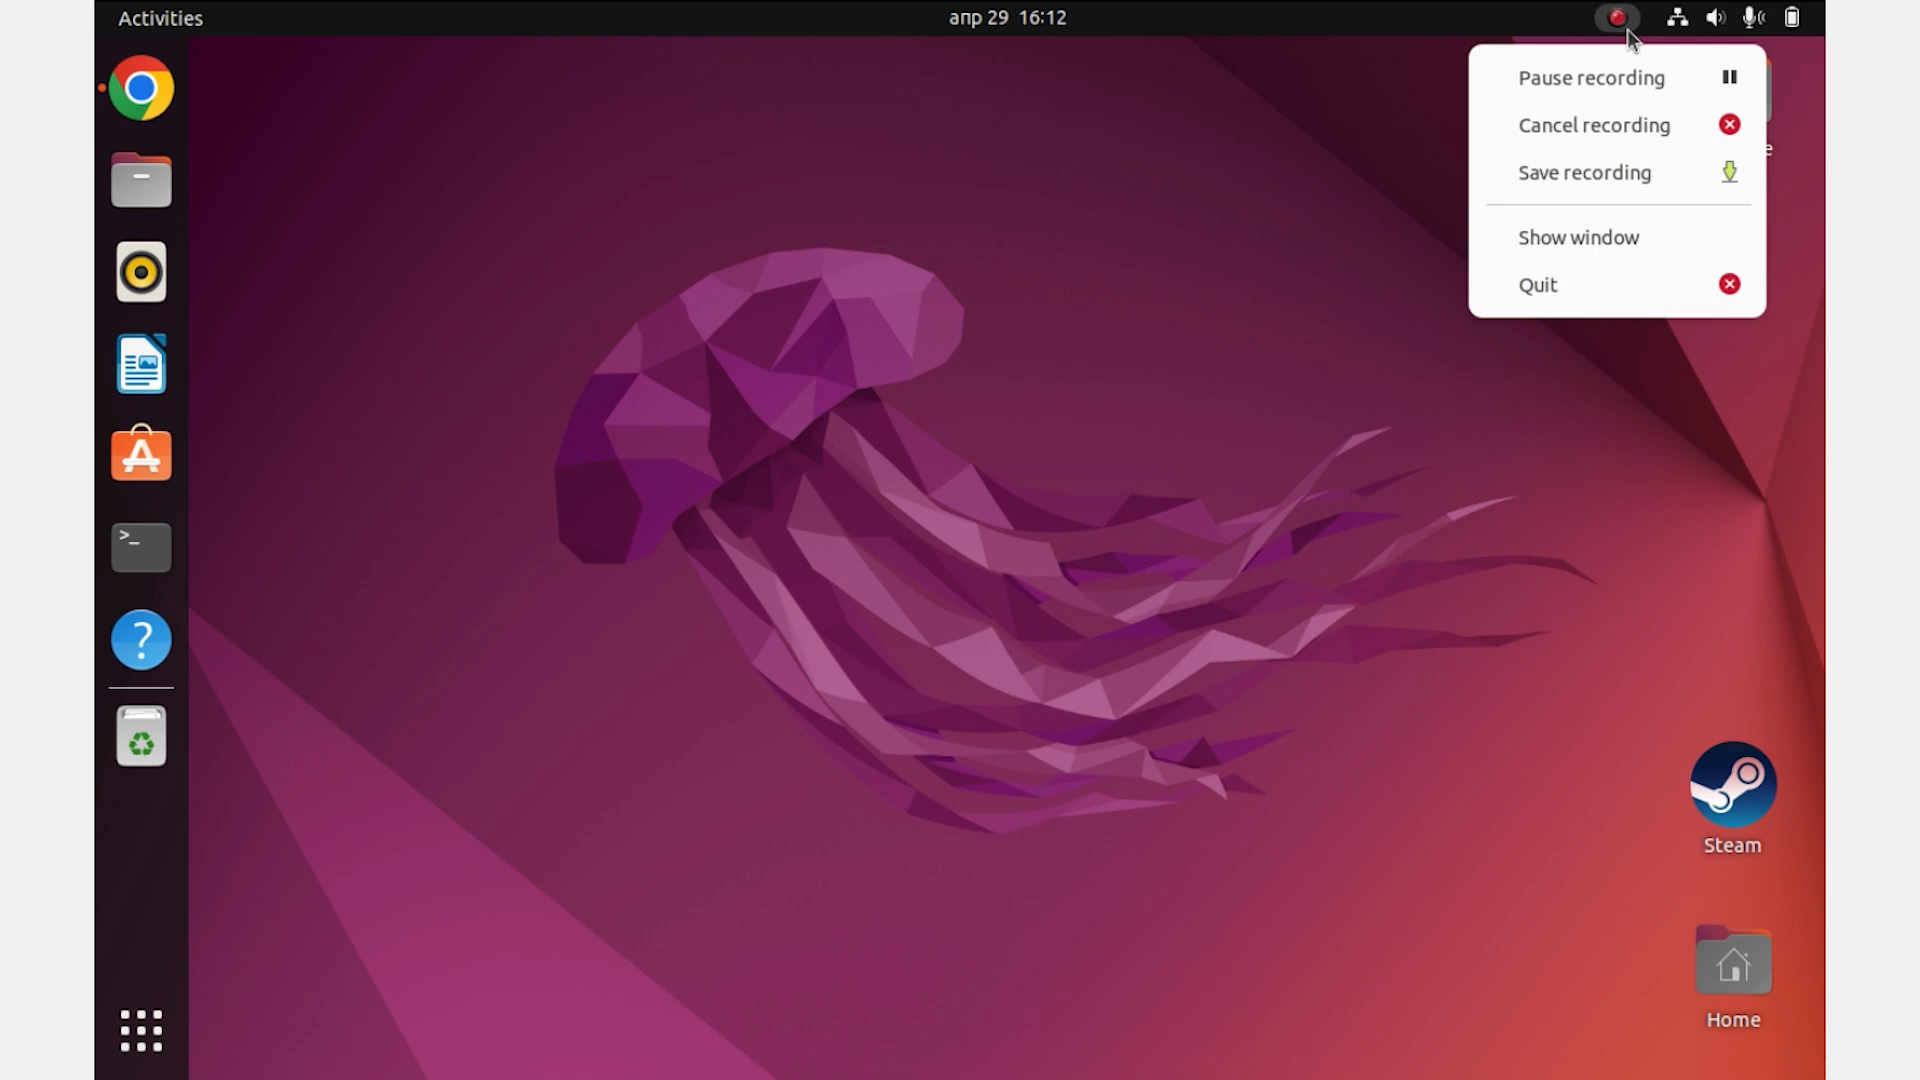 Activities
апр 29 16:12
Pause recording
Cancel recording
Save recording
Show window
Quit
Steam
Home